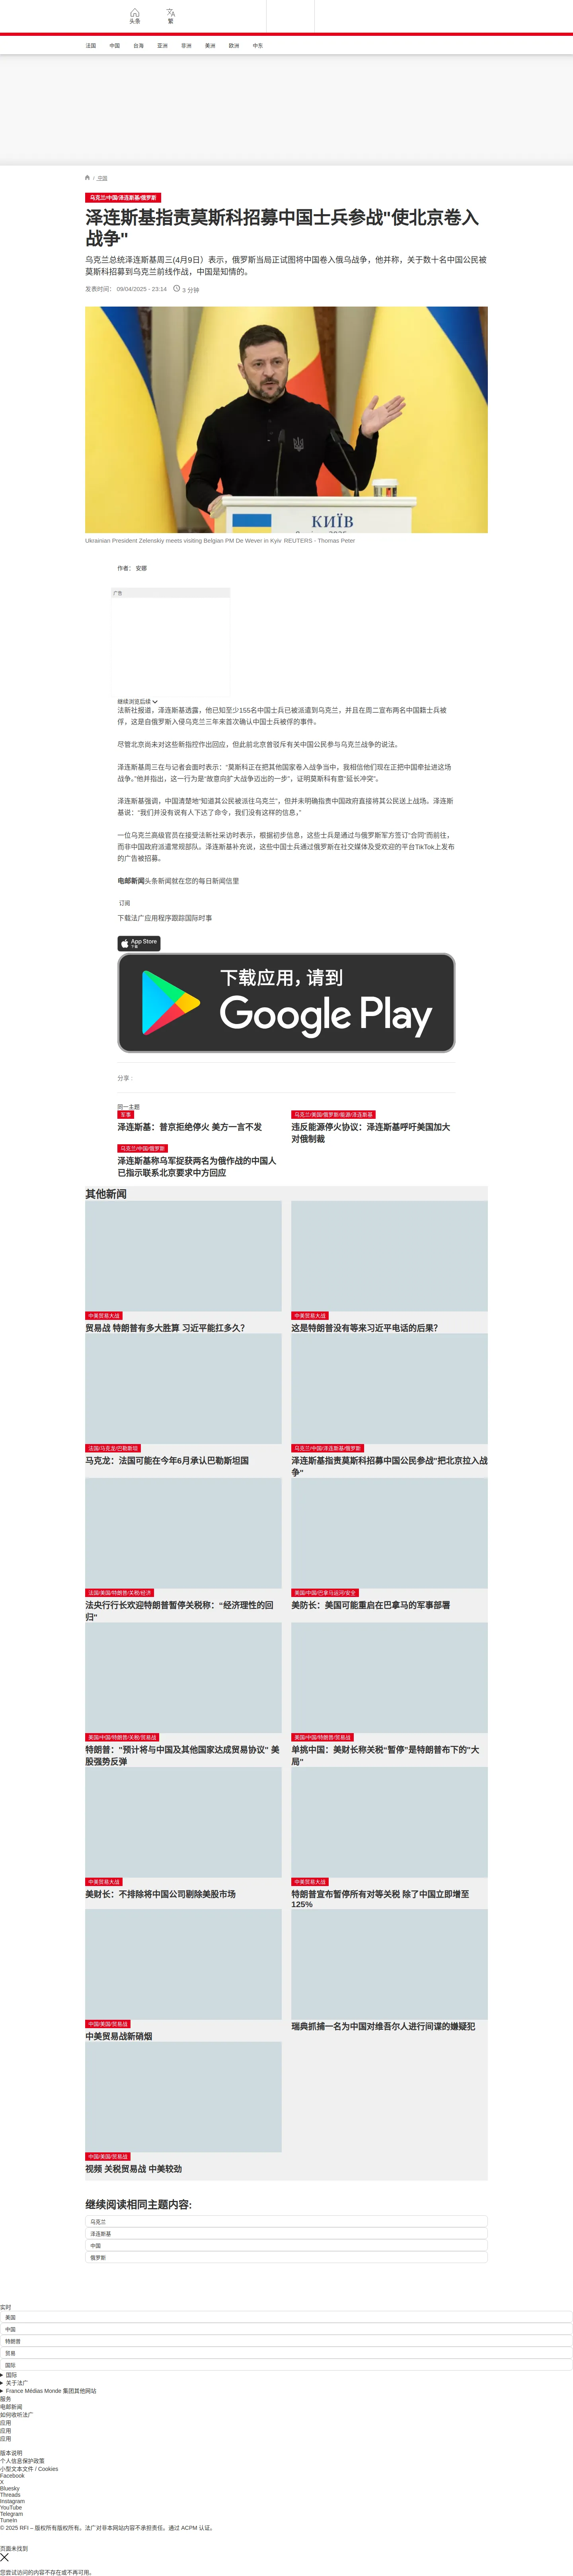 头条
繁
法国
中国
台海
亚洲
非洲
美洲
欧洲
中东
/ 中国
乌克兰/中国/泽连斯基/俄罗斯
泽连斯基指责莫斯科招募中国士兵参战"使北京卷入
战争"
乌克兰总统泽连斯基周三(4月9日）表示，俄罗斯当局正试图将中国卷入俄乌战争，他并称，关于数十名中国公民被
莫斯科招募到乌克兰前线作战，中国是知情的。
发表时间： 09/04/2025 - 23:14
3 分钟
КИЇВ
Ukrainian President Zelenskiy meets visiting Belgian PM De Wever in Kyiv REUTERS - Thomas Peter
作者： 安娜
广告
继续浏览后续
法新社报道，泽连斯基透露，他已知至少155名中国士兵已被派遣到乌克兰，并且在周二宣布两名中国籍士兵被
俘，这是自俄罗斯入侵乌克兰三年来首次确认中国士兵被俘的事件。
尽管北京尚未对这些新指控作出回应，但此前北京曾驳斥有关中国公民参与乌克兰战争的说法。
泽连斯基周三在与记者会面时表示：“莫斯科正在把其他国家卷入战争当中，我相信他们现在正把中国牵扯进这场
战争。”他并指出，这一行为是“故意向扩大战争迈出的一步”，证明莫斯科有意“延长冲突”。
泽连斯基强调，中国清楚地“知道其公民被派往乌克兰”，但并未明确指责中国政府直接将其公民送上战场。泽连斯
基说：“我们并没有说有人下达了命令，我们没有这样的信息，”
一位乌克兰高级官员在接受法新社采访时表示，根据初步信息，这些士兵是通过与俄罗斯军方签订“合同”而前往，
而非中国政府派遣常规部队。泽连斯基补充说，这些中国士兵通过俄罗斯在社交媒体及受欢迎的平台TikTok上发布
的广告被招募。
电邮新闻头条新闻就在您的每日新闻信里
订阅
下载法广应用程序跟踪国际时事
App Store
下载
下载应用，请到
Google Play
分享 :
同一主题
军事
泽连斯基：普京拒绝停火 美方一言不发
乌克兰/美国/俄罗斯/能源/泽连斯基
违反能源停火协议：泽连斯基呼吁美国加大
对俄制裁
乌克兰/中国/俄罗斯
泽连斯基称乌军捉获两名为俄作战的中国人
已指示联系北京要求中方回应
其他新闻
中美贸易大战
贸易战 特朗普有多大胜算 习近平能扛多久？
中美贸易大战
这是特朗普没有等来习近平电话的后果？
法国/马克龙/巴勒斯坦
马克龙：法国可能在今年6月承认巴勒斯坦国
乌克兰/中国/泽连斯基/俄罗斯
泽连斯基指责莫斯科招募中国公民参战"把北京拉入战
争"
法国/美国/特朗普/关税/经济
法央行行长欢迎特朗普暂停关税称："经济理性的回
归"
美国/中国/巴拿马运河/安全
美防长：美国可能重启在巴拿马的军事部署
美国/中国/特朗普/关税/贸易战
特朗普："预计将与中国及其他国家达成贸易协议" 美
股强势反弹
美国/中国/特朗普/贸易战
单挑中国：美财长称关税"暂停"是特朗普布下的"大
局"
中美贸易大战
美财长：不排除将中国公司剔除美股市场
中美贸易大战
特朗普宣布暂停所有对等关税 除了中国立即增至
125%
中国/美国/贸易战
中美贸易战新硝烟
瑞典抓捕一名为中国对维吾尔人进行间谍的嫌疑犯
中国/美国/贸易战
视频 关税贸易战 中美较劲
继续阅读相同主题内容:
乌克兰
泽连斯基
中国
俄罗斯
实时
美国
中国
特朗普
贸易
国际
国际
关于法广
France Médias Monde 集团其他网站
服务
电邮新闻
如何收听法广
应用
应用
应用
版本说明
个人信息保护政策
小型文本文件 / Cookies
Facebook
X
Bluesky
Threads
Instagram
YouTube
Telegram
TuneIn
© 2025 RFI – 版权所有版权所有。法广对非本网站内容不承担责任。通过 ACPM 认证。
页面未找到
您尝试访问的内容不存在或不再可用。